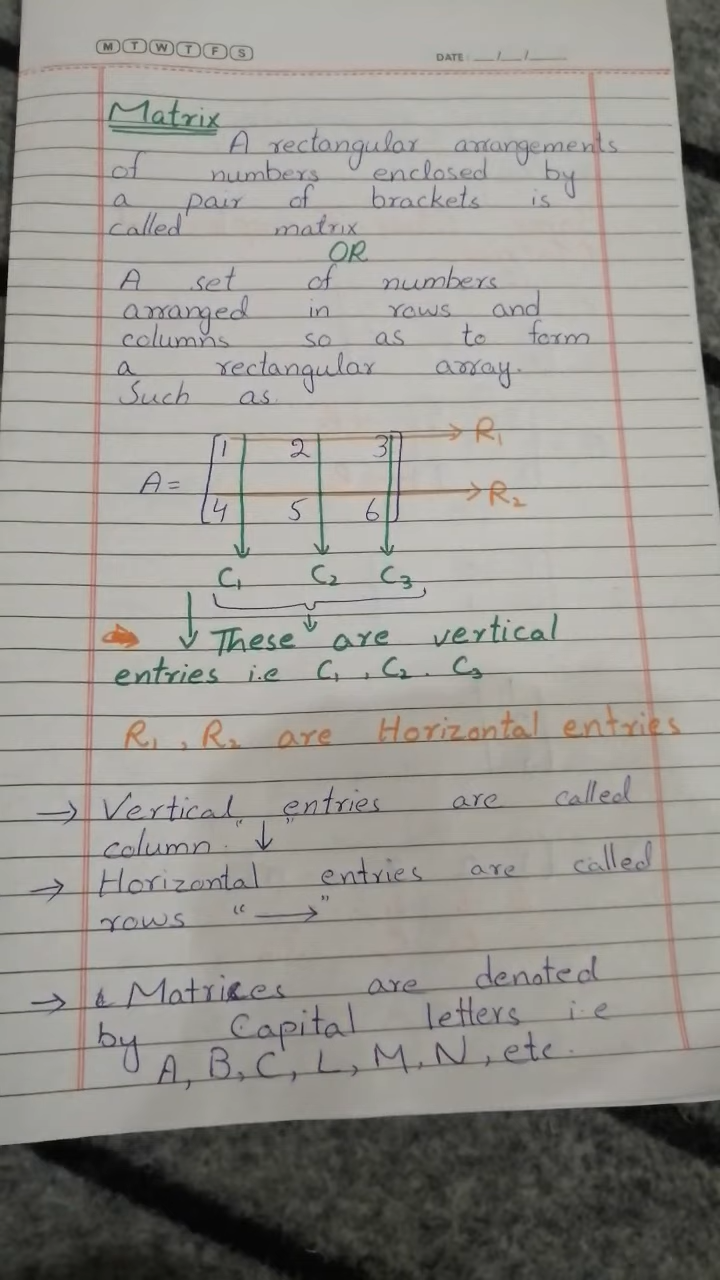 M T W T F S
DATE: __/__/____
Matrix
A rectangular arrangements
of numbers enclosed by
a pair of brackets is
called matrix
OR
A set of numbers
arranged in rows and
columns so as to form
a rectangular array.
Such as
1 2 3 → R₁
A =
4 5 6 → R₂
C₁ C₂ C₃
↓ These are vertical
entries i.e C₁, C₂. C₃
R₁, R₂ are Horizontal entries
→ Vertical entries are called
column. "↓"
→ Horizontal entries are called
rows "→"
→ Matrices are denoted
by Capital letters i.e
A, B, C, L, M, N, etc.